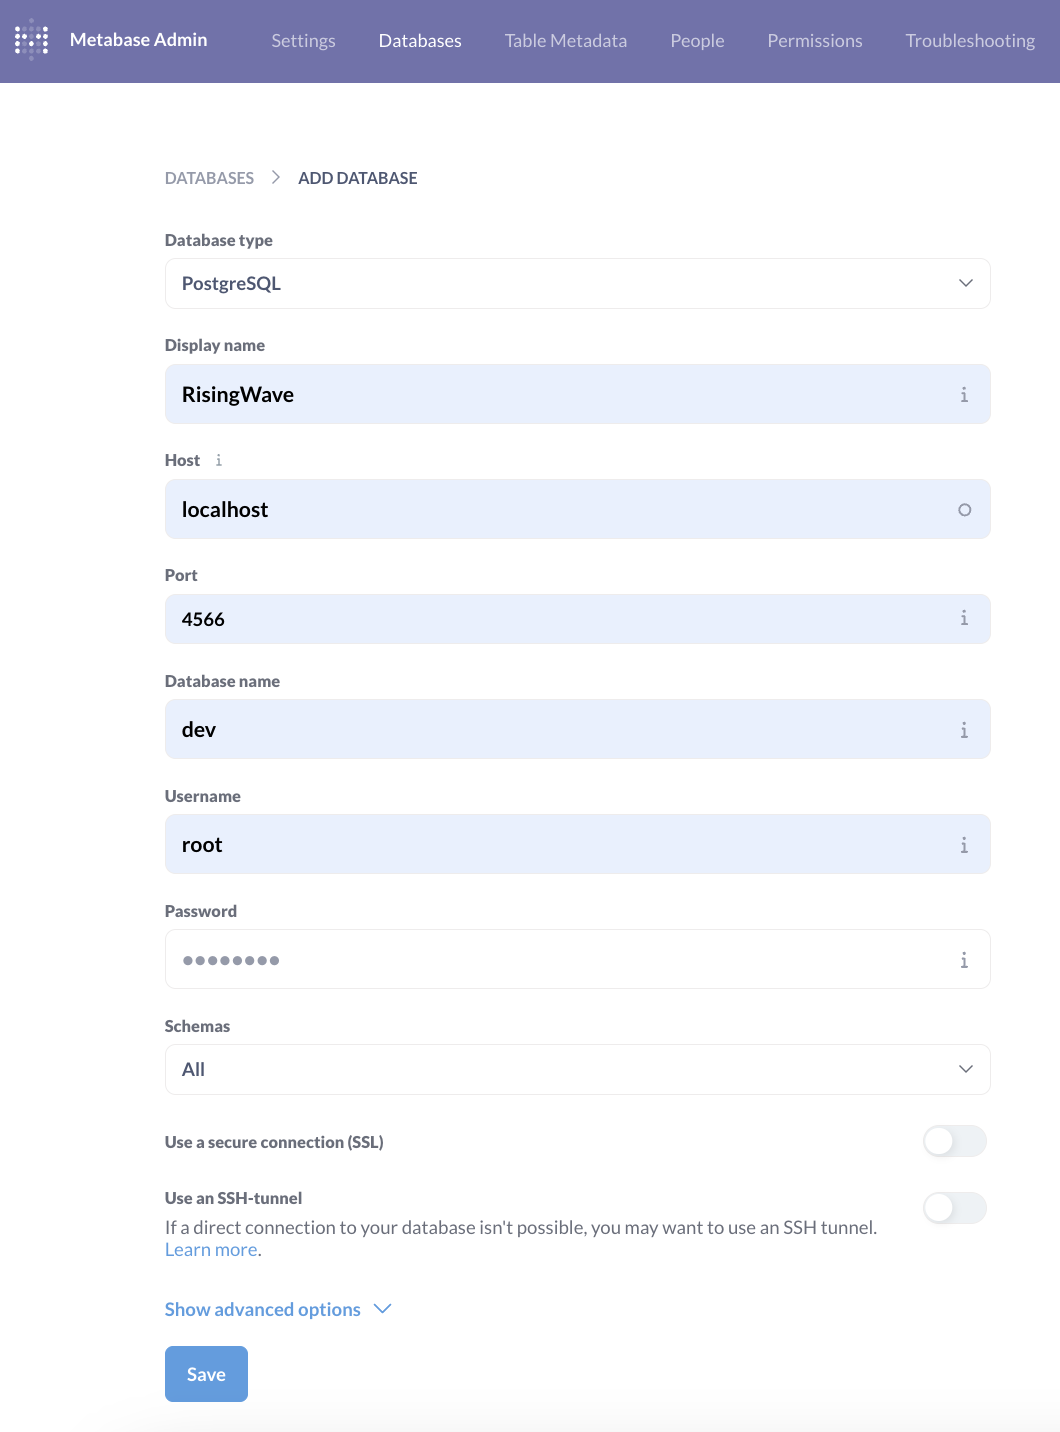 Metabase Admin Settings Databases Table Metadata People Permissions Troubleshooting
DATABASES > ADD DATABASE
Database type
PostgreSQL
Display name
RisingWave
Host
localhost
Port
4566
Database name
dev
Username
root
Password
••••••••
Schemas
All
Use a secure connection (SSL)
Use an SSH-tunnel
If a direct connection to your database isn't possible, you may want to use an SSH tunnel.
Learn more.
Show advanced options
Save